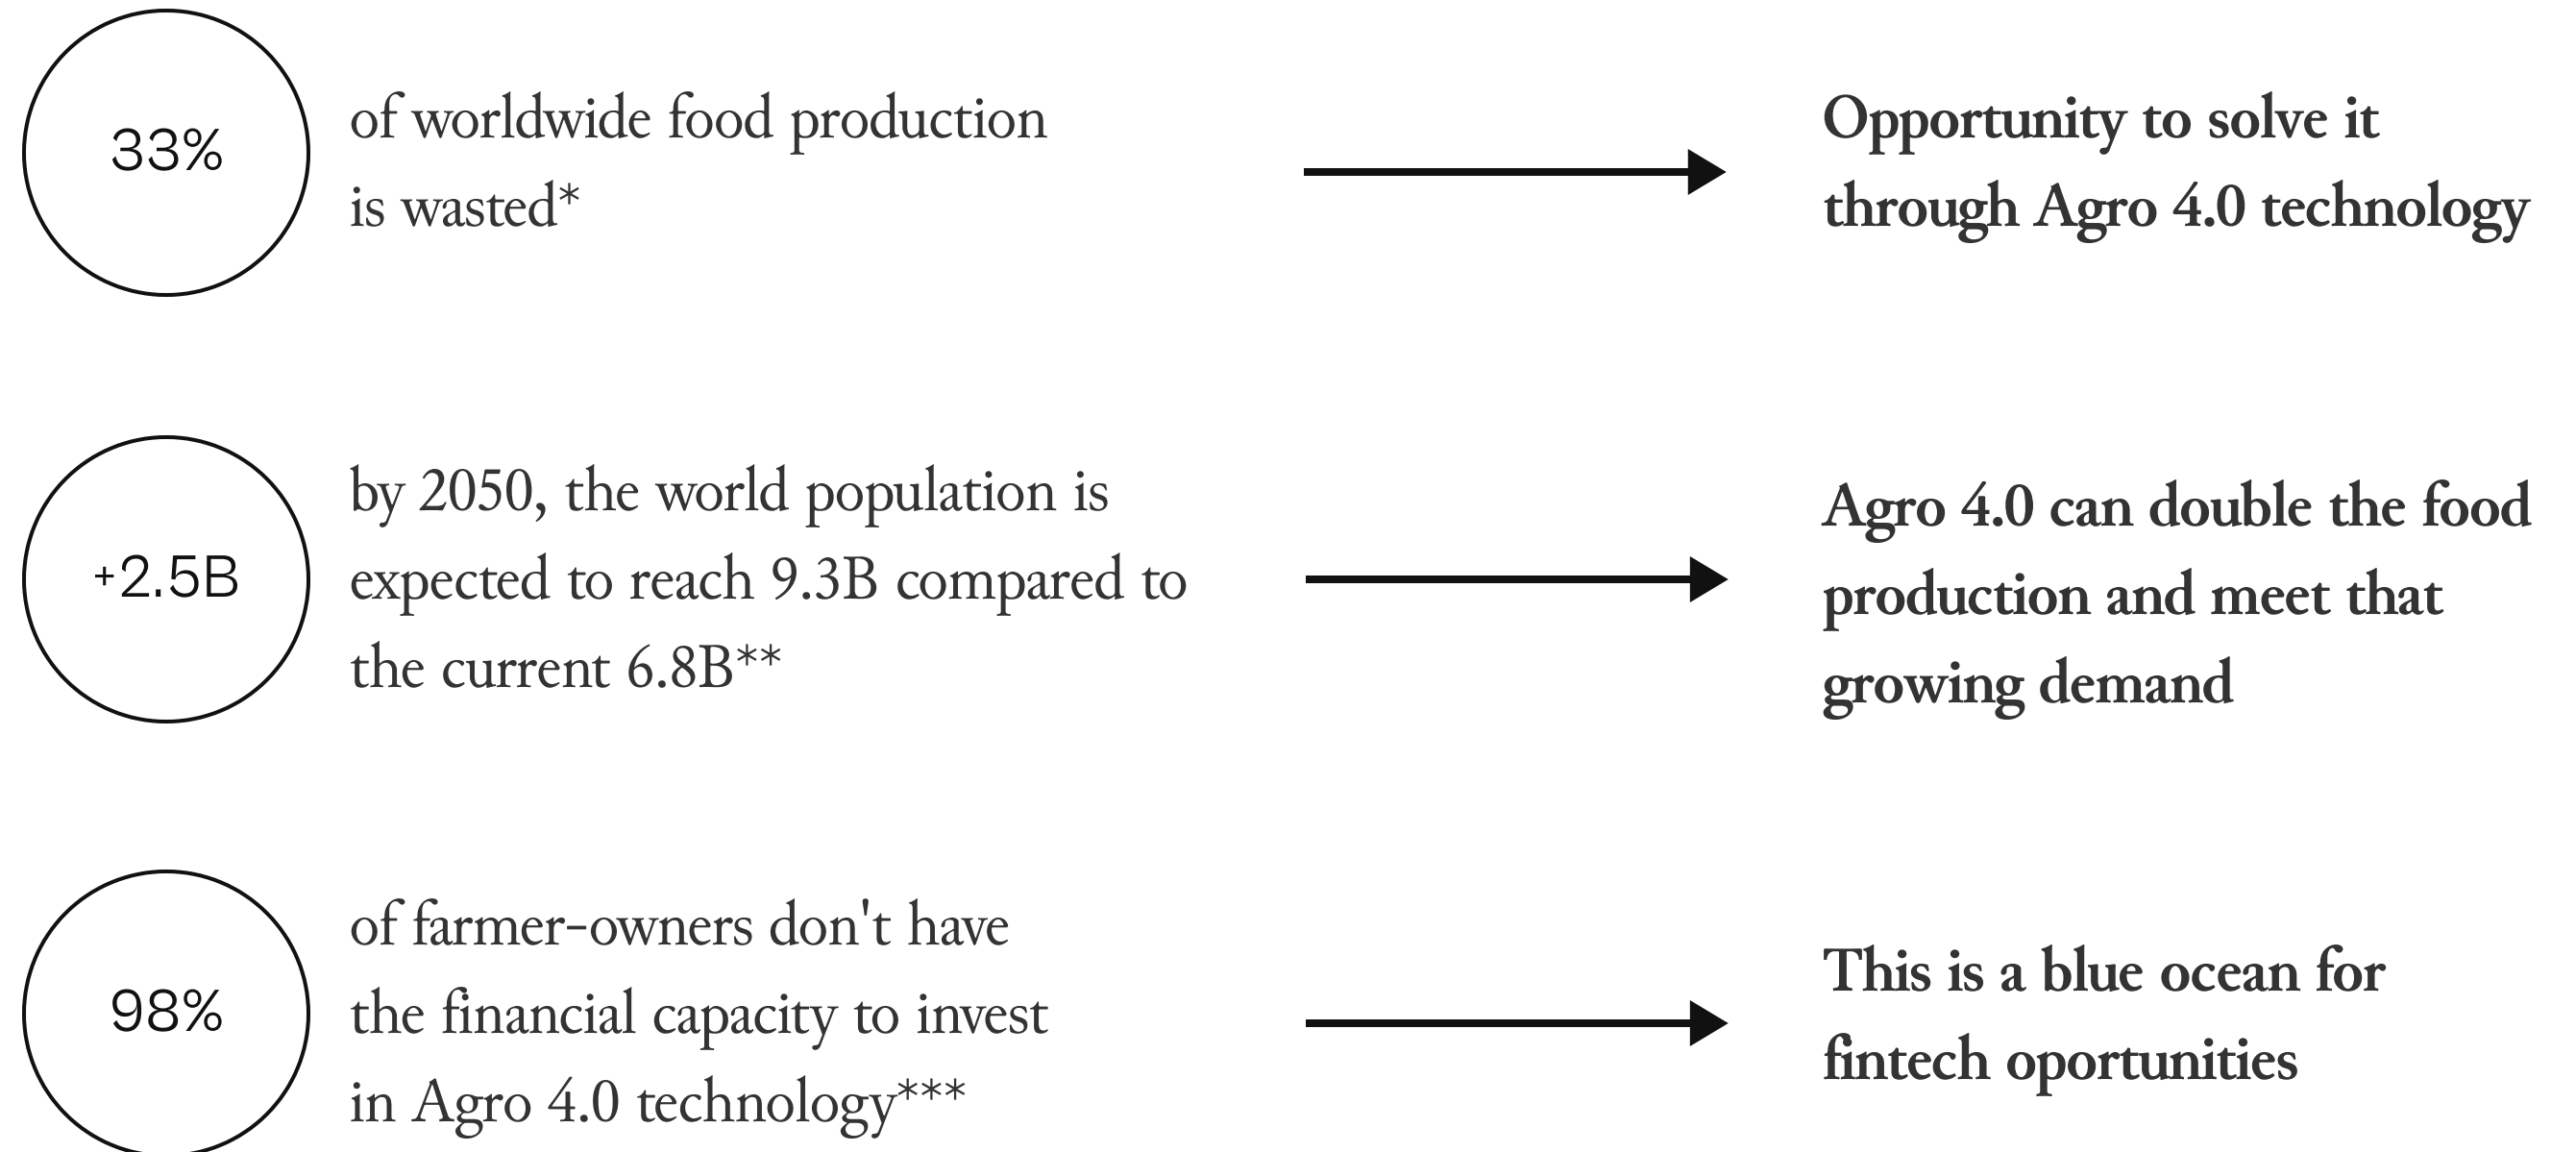 33%
of worldwide food production
is wasted*
Opportunity to solve it
through Agro 4.0 technology
+2.5B
by 2050, the world population is
expected to reach 9.3B compared to
the current 6.8B**
Agro 4.0 can double the food
production and meet that
growing demand
98%
of farmer-owners don't have
the financial capacity to invest
in Agro 4.0 technology***
This is a blue ocean for
fintech oportunities